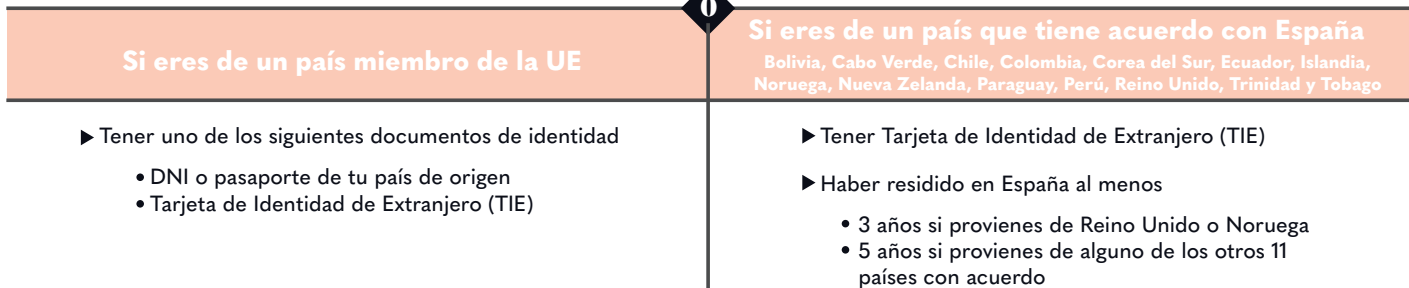 0
Si eres de un país miembro de la UE
▶ Tener uno de los siguientes documentos de identidad
• DNI o pasaporte de tu país de origen
• Tarjeta de Identidad de Extranjero (TIE)
Si eres de un país que tiene acuerdo con España
Bolivia, Cabo Verde, Chile, Colombia, Corea del Sur, Ecuador, Islandia,
Noruega, Nueva Zelanda, Paraguay, Perú, Reino Unido, Trinidad y Tobago
▶ Tener Tarjeta de Identidad de Extranjero (TIE)
▶ Haber residido en España al menos
• 3 años si provienes de Reino Unido o Noruega
• 5 años si provienes de alguno de los otros 11
países con acuerdo